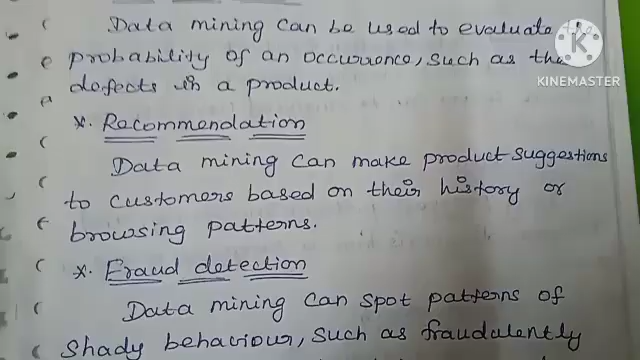 Data mining can be used to evaluate the
probability of an occurance, such as the
defects in a product.
*. Recommendation
Data mining can make product suggestions
to customers based on their history or
browsing patterns.
*. Fraud detection
Data mining can spot patterns of
shady behaviour, such as fraudulently
KINEMASTER